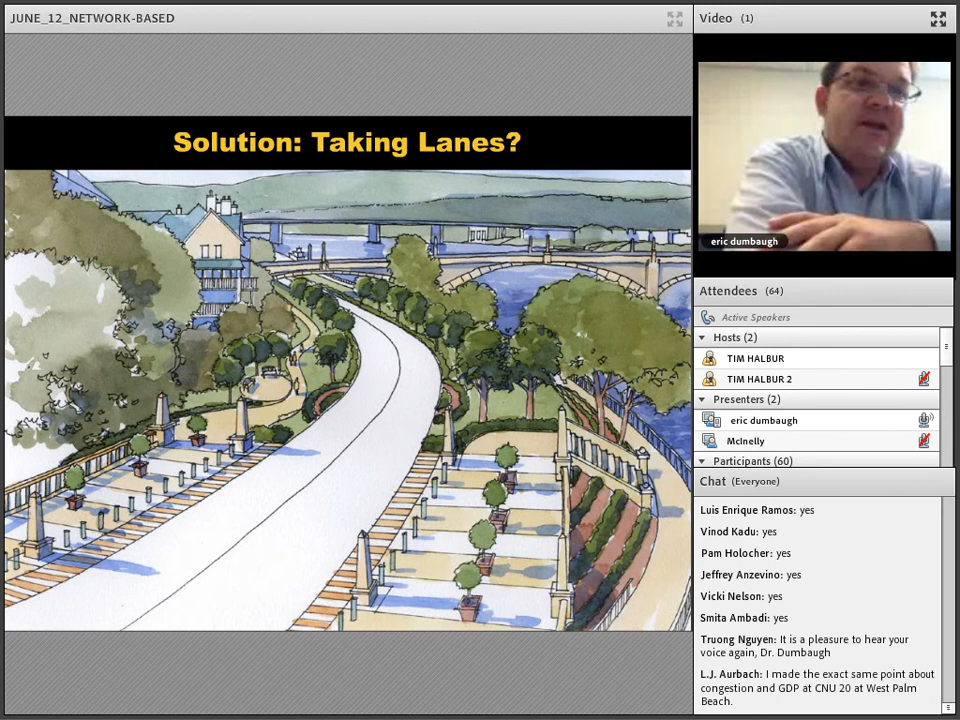 JUNE_12_NETWORK-BASED
Solution: Taking Lanes?
Video (1)
eric dumbaugh
Attendees (64)
Active Speakers
Hosts (2)
TIM HALBUR
TIM HALBUR 2
Presenters (2)
eric dumbaugh
McInelly
Participants (60)
Chat (Everyone)
Luis Enrique Ramos: yes
Vinod Kadu: yes
Pam Holocher: yes
Jeffrey Anzevino: yes
Vicki Nelson: yes
Smita Ambadi: yes
Truong Nguyen: It is a pleasure to hear your
voice again, Dr. Dumbaugh
L.J. Aurbach: I made the exact same point about
congestion and GDP at CNU 20 at West Palm
Beach.